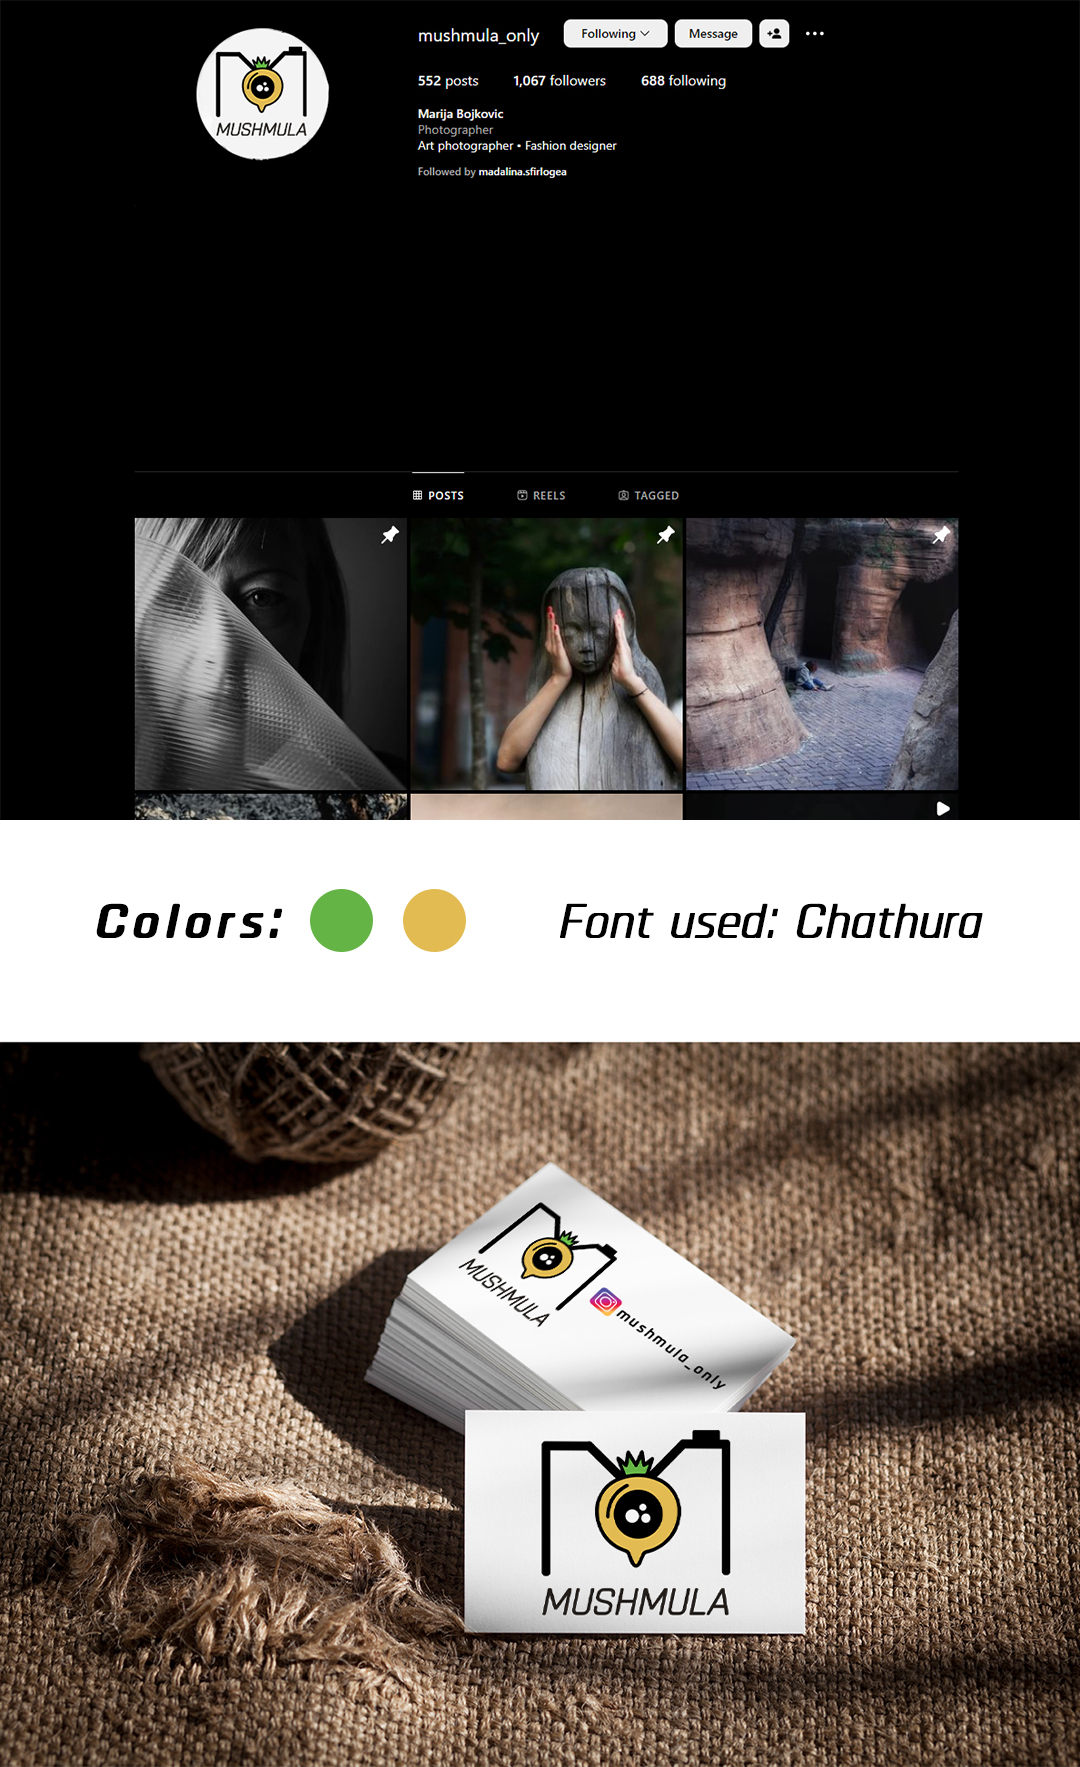 MUSHMULA
mushmula_only
Following
Message
552 posts
1,067 followers
688 following
Marija Bojkovic
Photographer
Art photographer • Fashion designer
Followed by madalina.sfirlogea
POSTS
REELS
TAGGED
Colors:
Font used: Chathura
MUSHMULA
mushmula_only
MUSHMULA